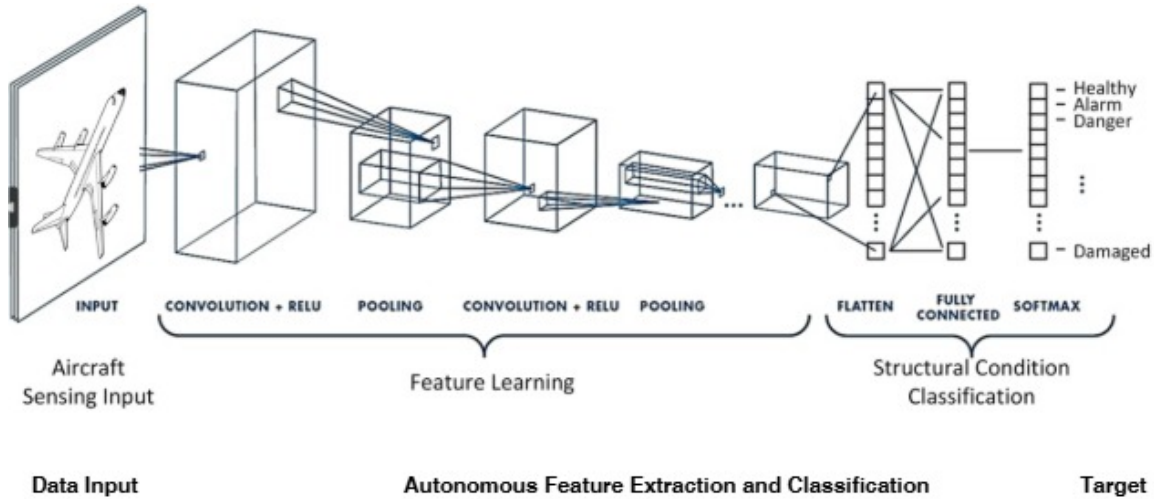 Healthy
Alarm
Danger
Damaged
INPUT
CONVOLUTION + RELU
POOLING
CONVOLUTION + RELU
POOLING
FLATTEN
FULLY
CONNECTED
SOFTMAX
Aircraft
Sensing Input
Feature Learning
Structural Condition
Classification
Data Input
Autonomous Feature Extraction and Classification
Target